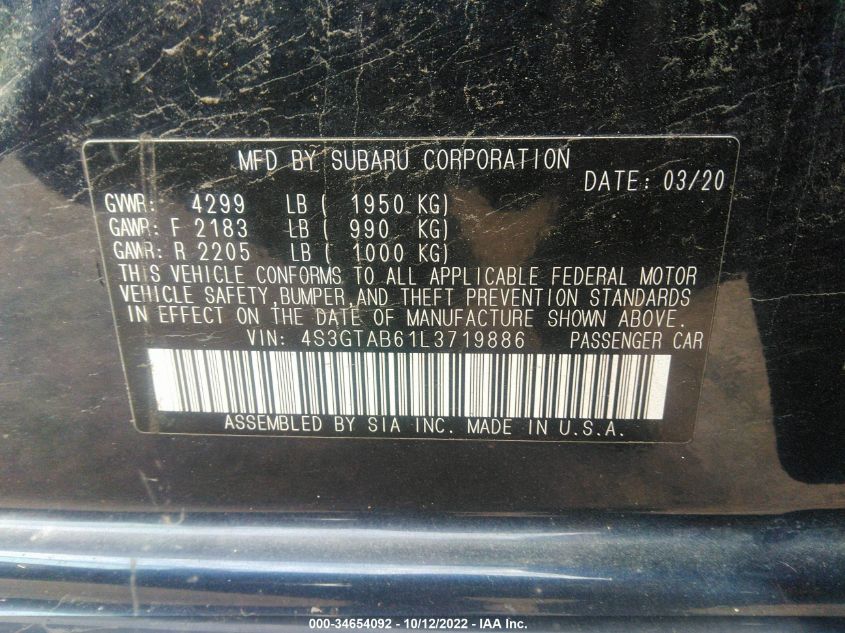 MFD BY SUBARU CORPORATION
DATE: 03/20
GVWR: 4299 LB ( 1950 KG)
GAWR: F 2183 LB ( 990 KG)
GAWR: R 2205 LB ( 1000 KG)
THIS VEHICLE CONFORMS TO ALL APPLICABLE FEDERAL MOTOR
VEHICLE SAFETY,BUMPER,AND THEFT PREVENTION STANDARDS
IN EFFECT ON THE DATE OF MANUFACTURE SHOWN ABOVE.
VIN: 4S3GTAB61L3719886 PASSENGER CAR
ASSEMBLED BY SIA INC. MADE IN U.S.A.
000-34654092 - 10/12/2022 - IAA Inc.